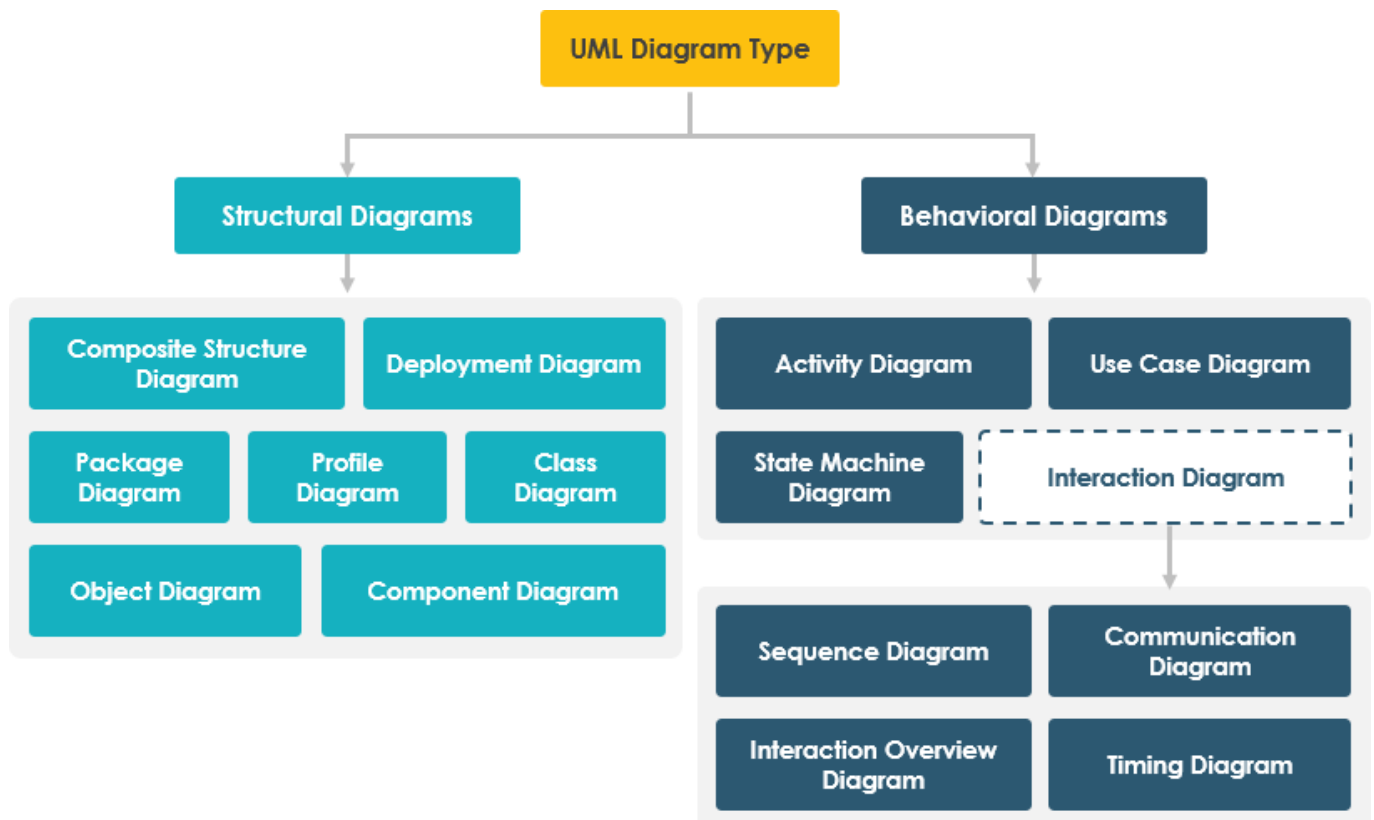 UML Diagram Type
Structural Diagrams
Behavioral Diagrams
Composite Structure
Diagram
Deployment Diagram
Package
Diagram
Profile
Diagram
Class
Diagram
Object Diagram
Component Diagram
Activity Diagram
Use Case Diagram
State Machine
Diagram
Interaction Diagram
Sequence Diagram
Communication
Diagram
Interaction Overview
Diagram
Timing Diagram